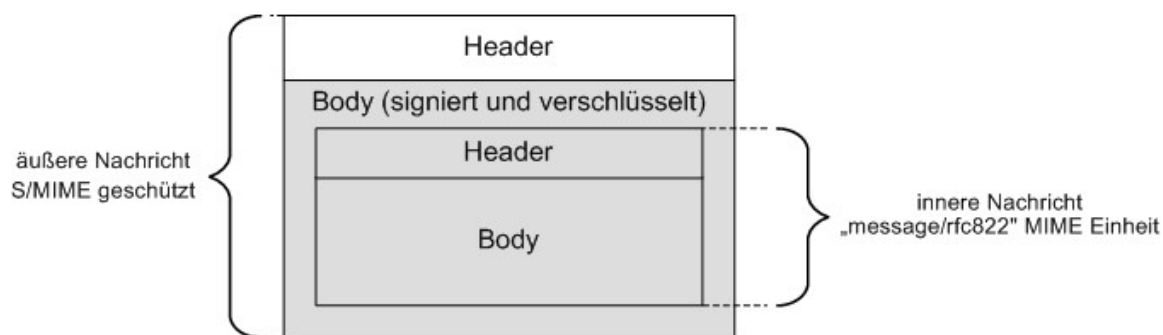 Header
Body (signiert und verschlüsselt)
Header
Body
äußere Nachricht
S/MIME geschützt
innere Nachricht
„message/rfc822" MIME Einheit